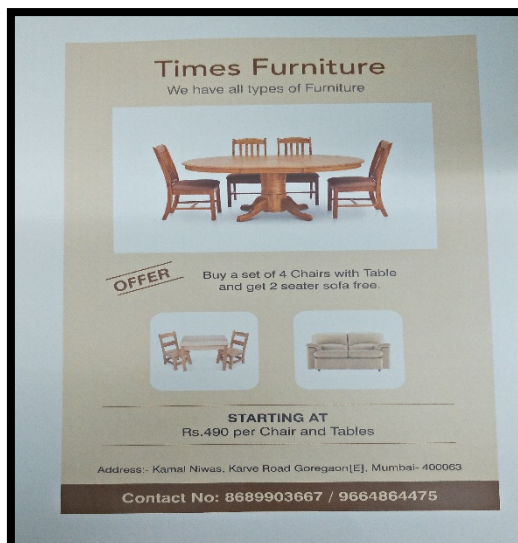 Times Furniture
We have all types of Furniture
OFFER
Buy a set of 4 Chairs with Table
and get 2 seater sofa free.
STARTING AT
Rs.490 per Chair and Tables
Address:- Kamal Niwas, Karve Road Goregaon[E], Mumbai- 400063
Contact No: 8689903667 / 9664864475